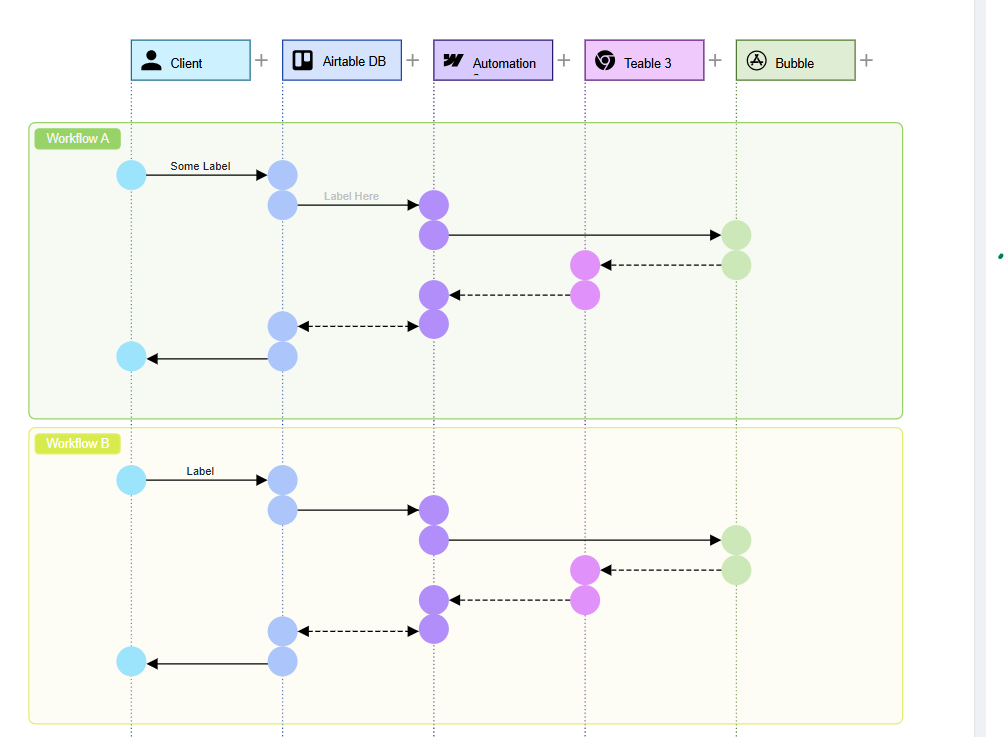 Client
Airtable DB
Automation
Teable 3
Bubble
Workflow A
Some Label
Label Here
Workflow B
Label